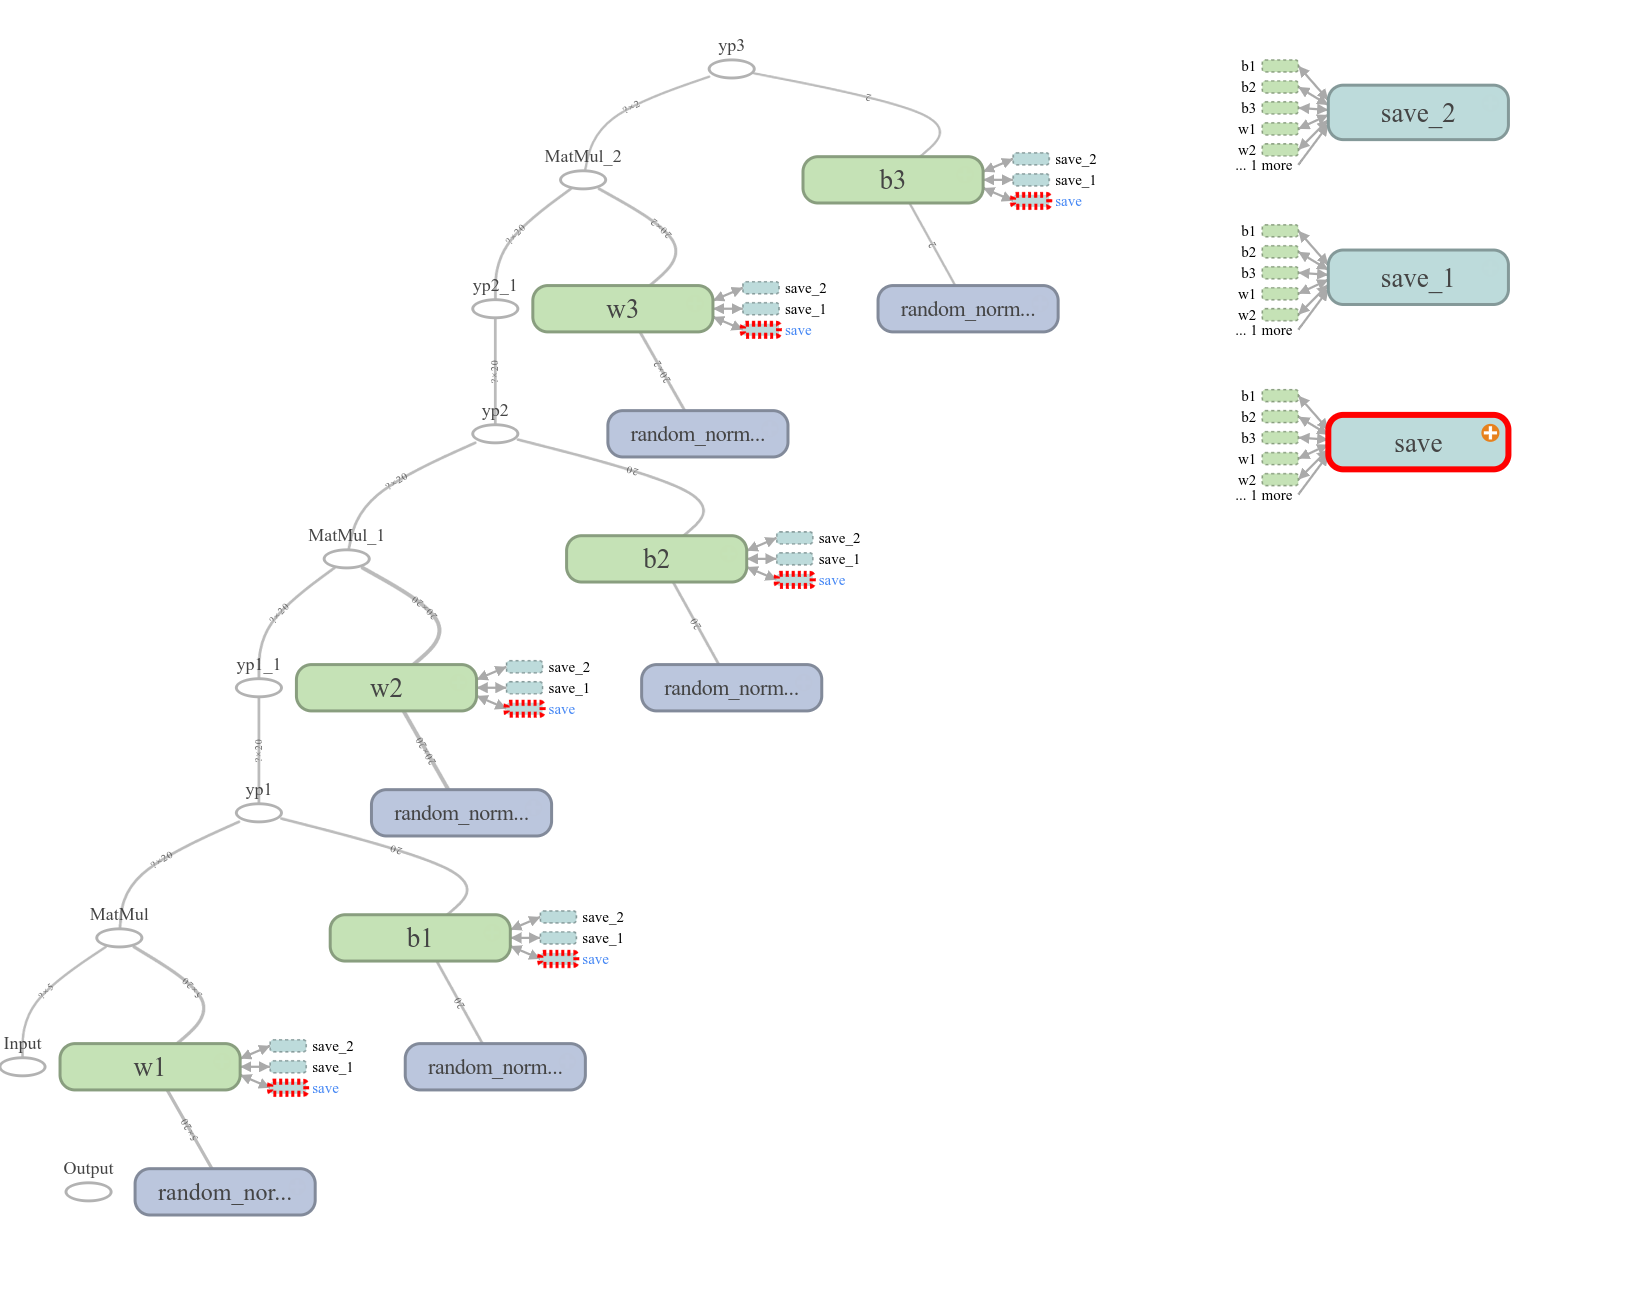 yp3
?×2
2
MatMul_2
b3
save_2
save_1
save
?×20
20×2
2
yp2_1
w3
save_2
save_1
save
random_norm...
?×20
20×2
yp2
random_norm...
?×20
20
MatMul_1
b2
save_2
save_1
save
?×20
20×20
20
yp1_1
w2
save_2
save_1
save
random_norm...
?×20
20×20
yp1
random_norm...
?×20
20
MatMul
b1
save_2
save_1
save
?×5
5×20
20
Input
w1
save_2
save_1
save
random_norm...
5×20
Output
random_nor...
b1
b2
b3
w1
w2
... 1 more
save_2
b1
b2
b3
w1
w2
... 1 more
save_1
b1
b2
b3
w1
w2
... 1 more
save